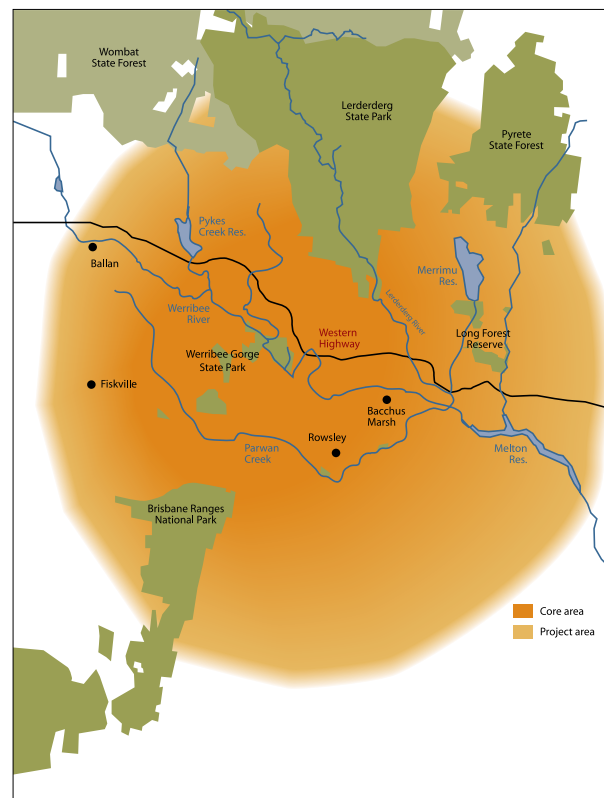 Wombat
State Forest
Lerderderg
State Park
Pyrete
State Forest
Pykes
Creek Res.
Ballan
Merrimu
Res.
Lerderderg River
Werribee
River
Western
Highway
Long Forest
Reserve
Werribee Gorge
State Park
Fiskville
Bacchus
Marsh
Rowsley
Parwan
Creek
Melton
Res.
Brisbane Ranges
National Park
Core area
Project area